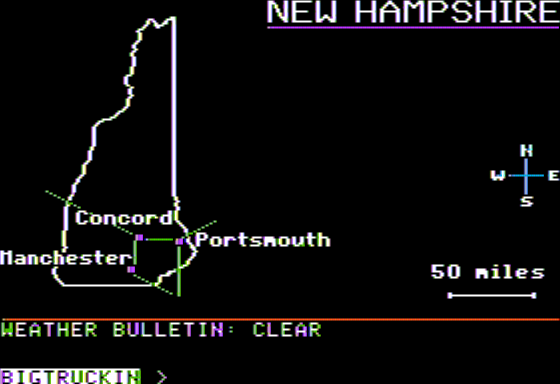 NEW HAMPSHIRE
N
W E
S
Concord
Portsmouth
Manchester
50 miles
WEATHER BULLETIN: CLEAR
BIGTRUCKIN >